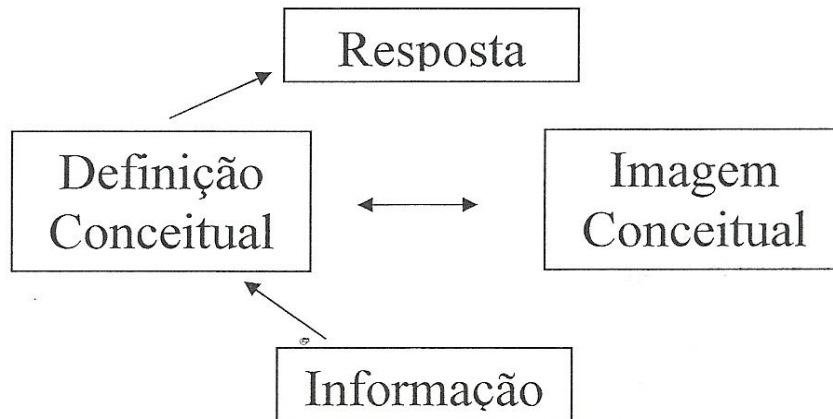 Resposta
Definição
Conceitual
Imagem
Conceitual
Informação